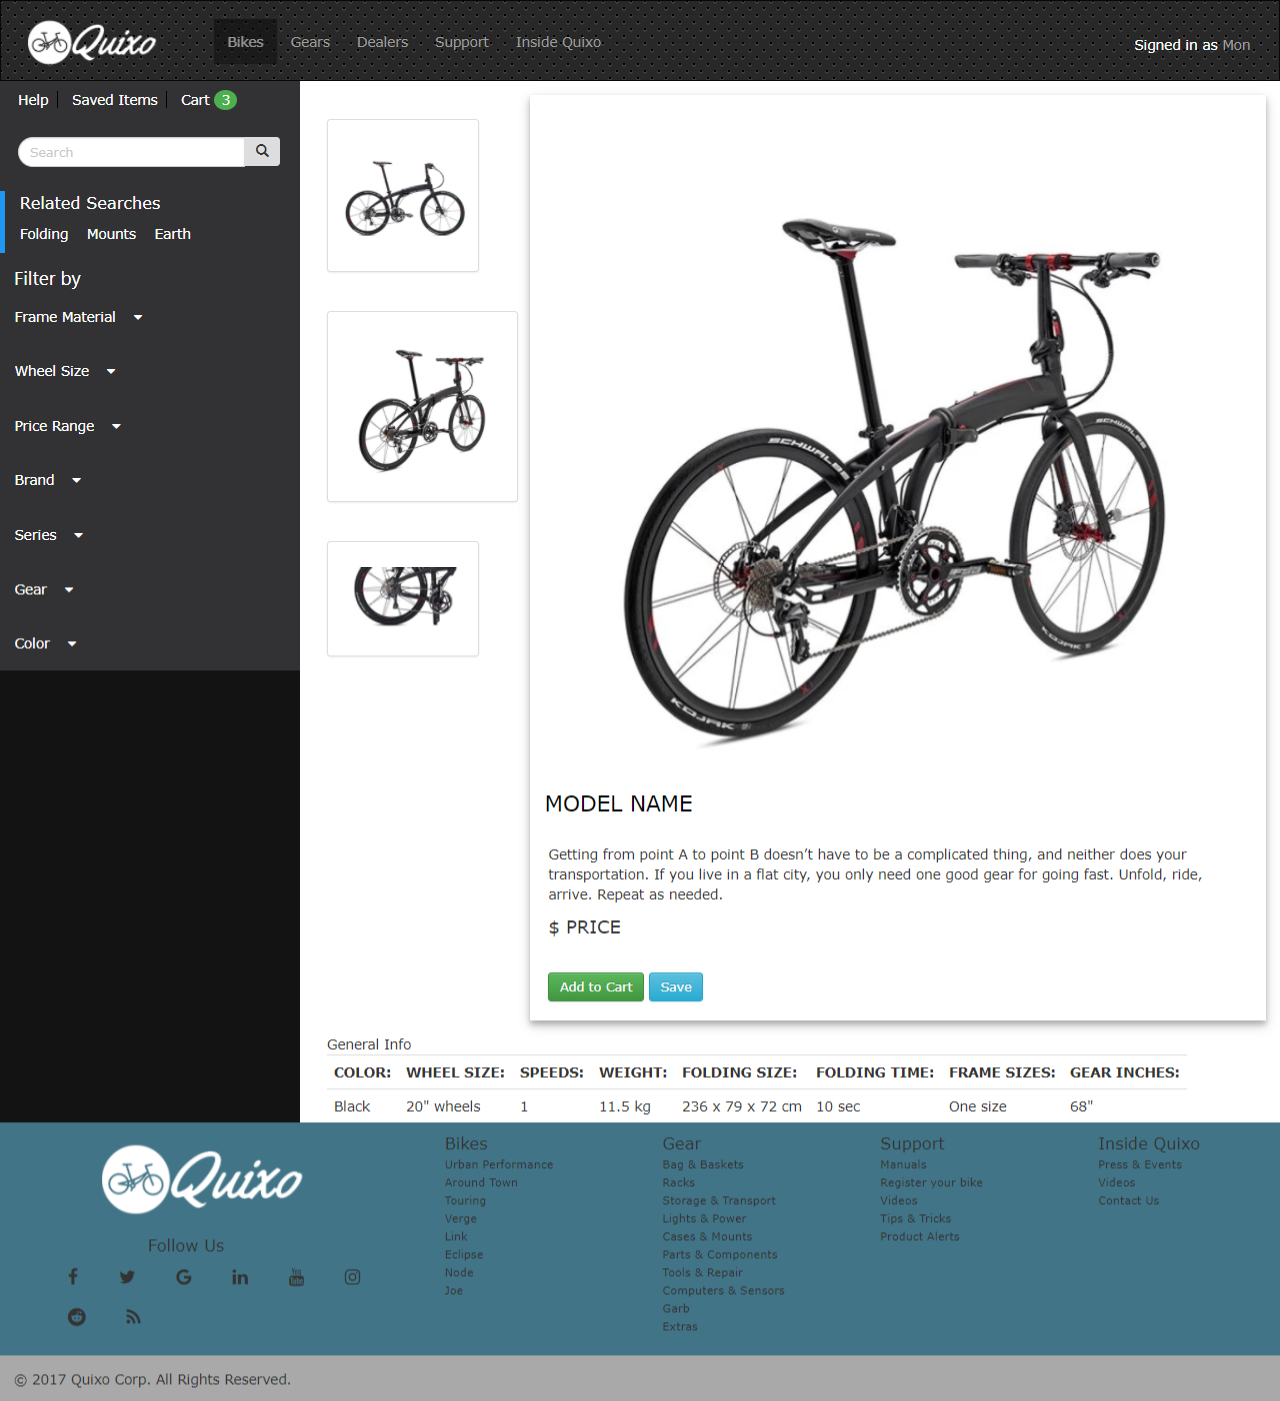 Quixo
Bikes Gears Dealers Support Inside Quixo
Signed in as Mon
Help Saved Items Cart 3
Search
Related Searches
Folding Mounts Earth
Filter by
Frame Material
Wheel Size
Price Range
Brand
Series
Gear
Color
SCHWALBE
SCHWALBE
KOJAK
KOJAK
MODEL NAME
Getting from point A to point B doesn’t have to be a complicated thing, and neither does your
transportation. If you live in a flat city, you only need one good gear for going fast. Unfold, ride,
arrive. Repeat as needed.
$ PRICE
Add to Cart Save
General Info
COLOR: WHEEL SIZE: SPEEDS: WEIGHT: FOLDING SIZE: FOLDING TIME: FRAME SIZES: GEAR INCHES:
Black 20" wheels 1 11.5 kg 236 x 79 x 72 cm 10 sec One size 68"
Quixo
Follow Us
You Tube
Bikes
Urban Performance
Around Town
Touring
Verge
Link
Eclipse
Node
Joe
Gear
Bag & Baskets
Racks
Storage & Transport
Lights & Power
Cases & Mounts
Parts & Components
Tools & Repair
Computers & Sensors
Garb
Extras
Support
Manuals
Register your bike
Videos
Tips & Tricks
Product Alerts
Inside Quixo
Press & Events
Videos
Contact Us
© 2017 Quixo Corp. All Rights Reserved.